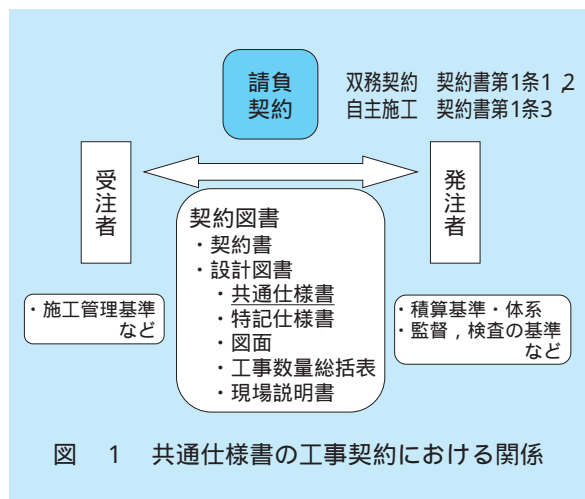 請負
契約
双務契約　契約書第1条1,2
自主施工　契約書第1条3
受注者
発注者
契約図書
・契約書
・設計図書
・共通仕様書
・特記仕様書
・図面
・工事数量総括表
・現場説明書
・施工管理基準
など
・積算基準・体系
・監督，検査の基準
など
図　1　共通仕様書の工事契約における関係